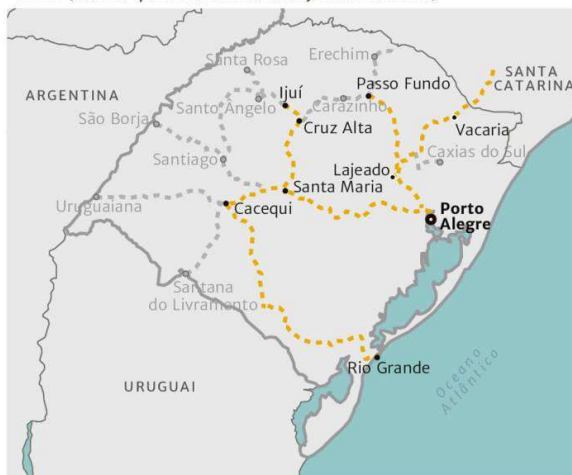 Santa Rosa
Erechim
Ijuí
Passo Fundo
SANTA
CATARINA
ARGENTINA
Santo Ângelo
Carazinho
São Borja
Cruz Alta
Vacaria
Santiago
Lajeado
Caxias do Sul
Santa Maria
Uruguaiana
Cacequi
Porto
Alegre
Santana
do Livramento
Rio Grande
Oceano
Atlântico
URUGUAI